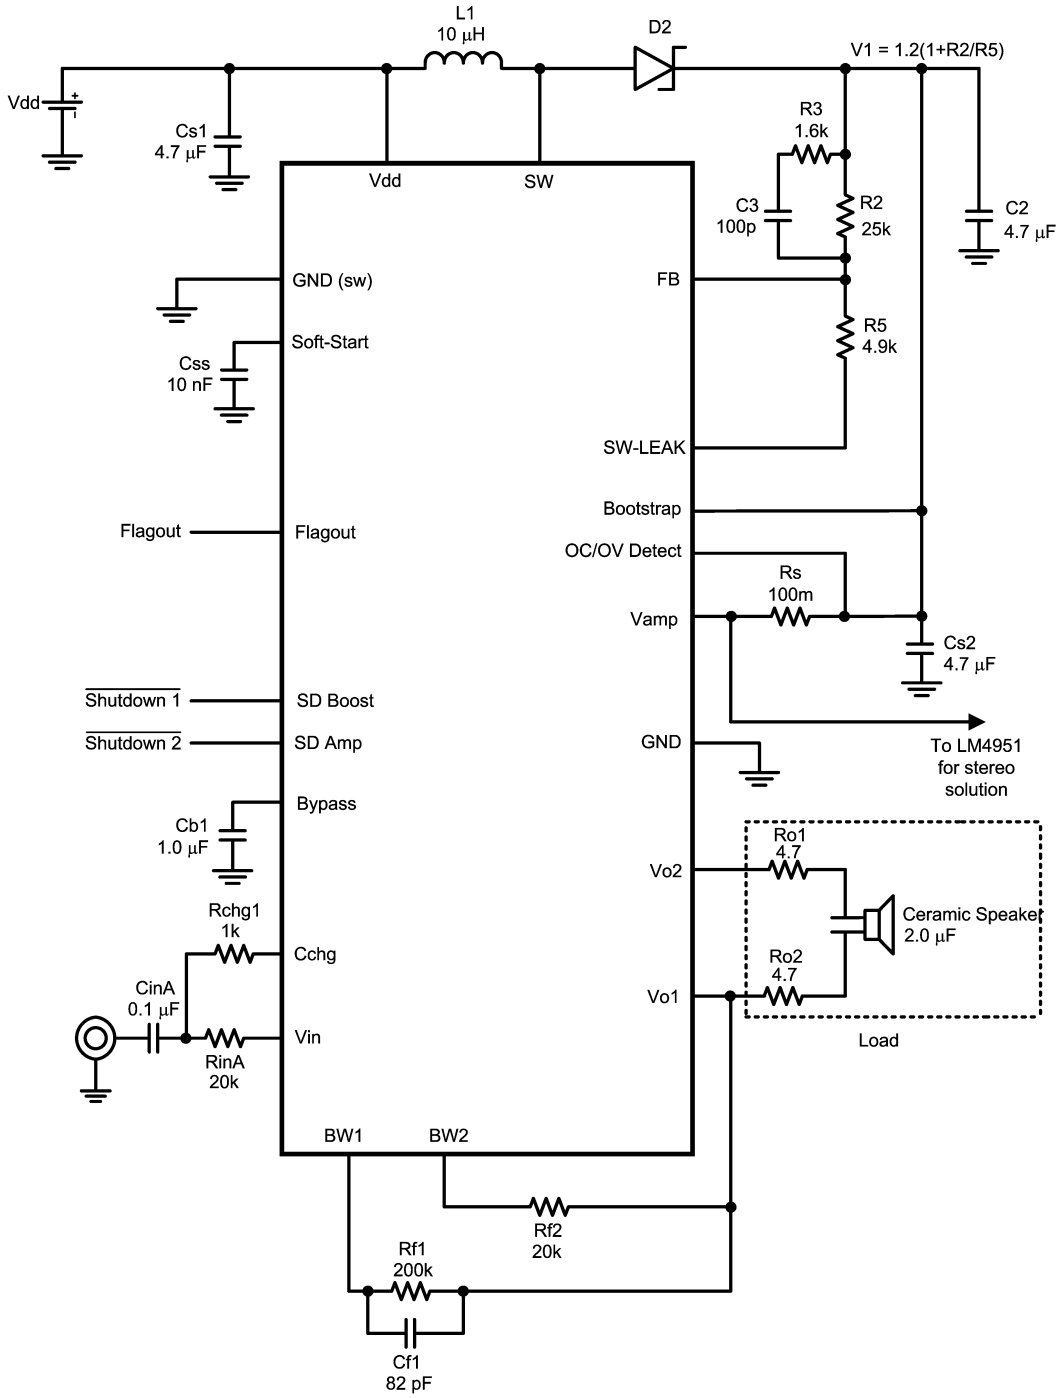 L1
10 μH
D2
V1 = 1.2(1+R2/R5)
Vdd
+
Cs1
4.7 μF
R3
1.6k
Vdd
SW
C3
100p
R2
25k
C2
4.7 μF
GND (sw)
FB
Soft-Start
R5
4.9k
Css
10 nF
SW-LEAK
Bootstrap
Flagout
Flagout
OC/OV Detect
Rs
100m
Vamp
Cs2
4.7 μF
Shutdown 1
SD Boost
Shutdown 2
SD Amp
GND
To LM4951
for stereo
solution
Bypass
Cb1
1.0 μF
Ro1
4.7
Vo2
Rchg1
1k
Ceramic Speaker
2.0 μF
Cchg
Ro2
4.7
CinA
0.1 μF
Vo1
Vin
Load
RinA
20k
BW1
BW2
Rf2
20k
Rf1
200k
Cf1
82 pF